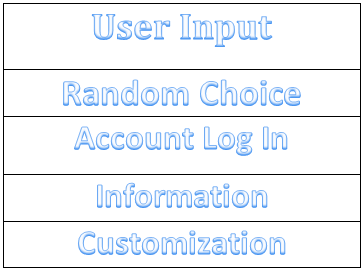 User Input
Random Choice
Account Log In
Information
Customization